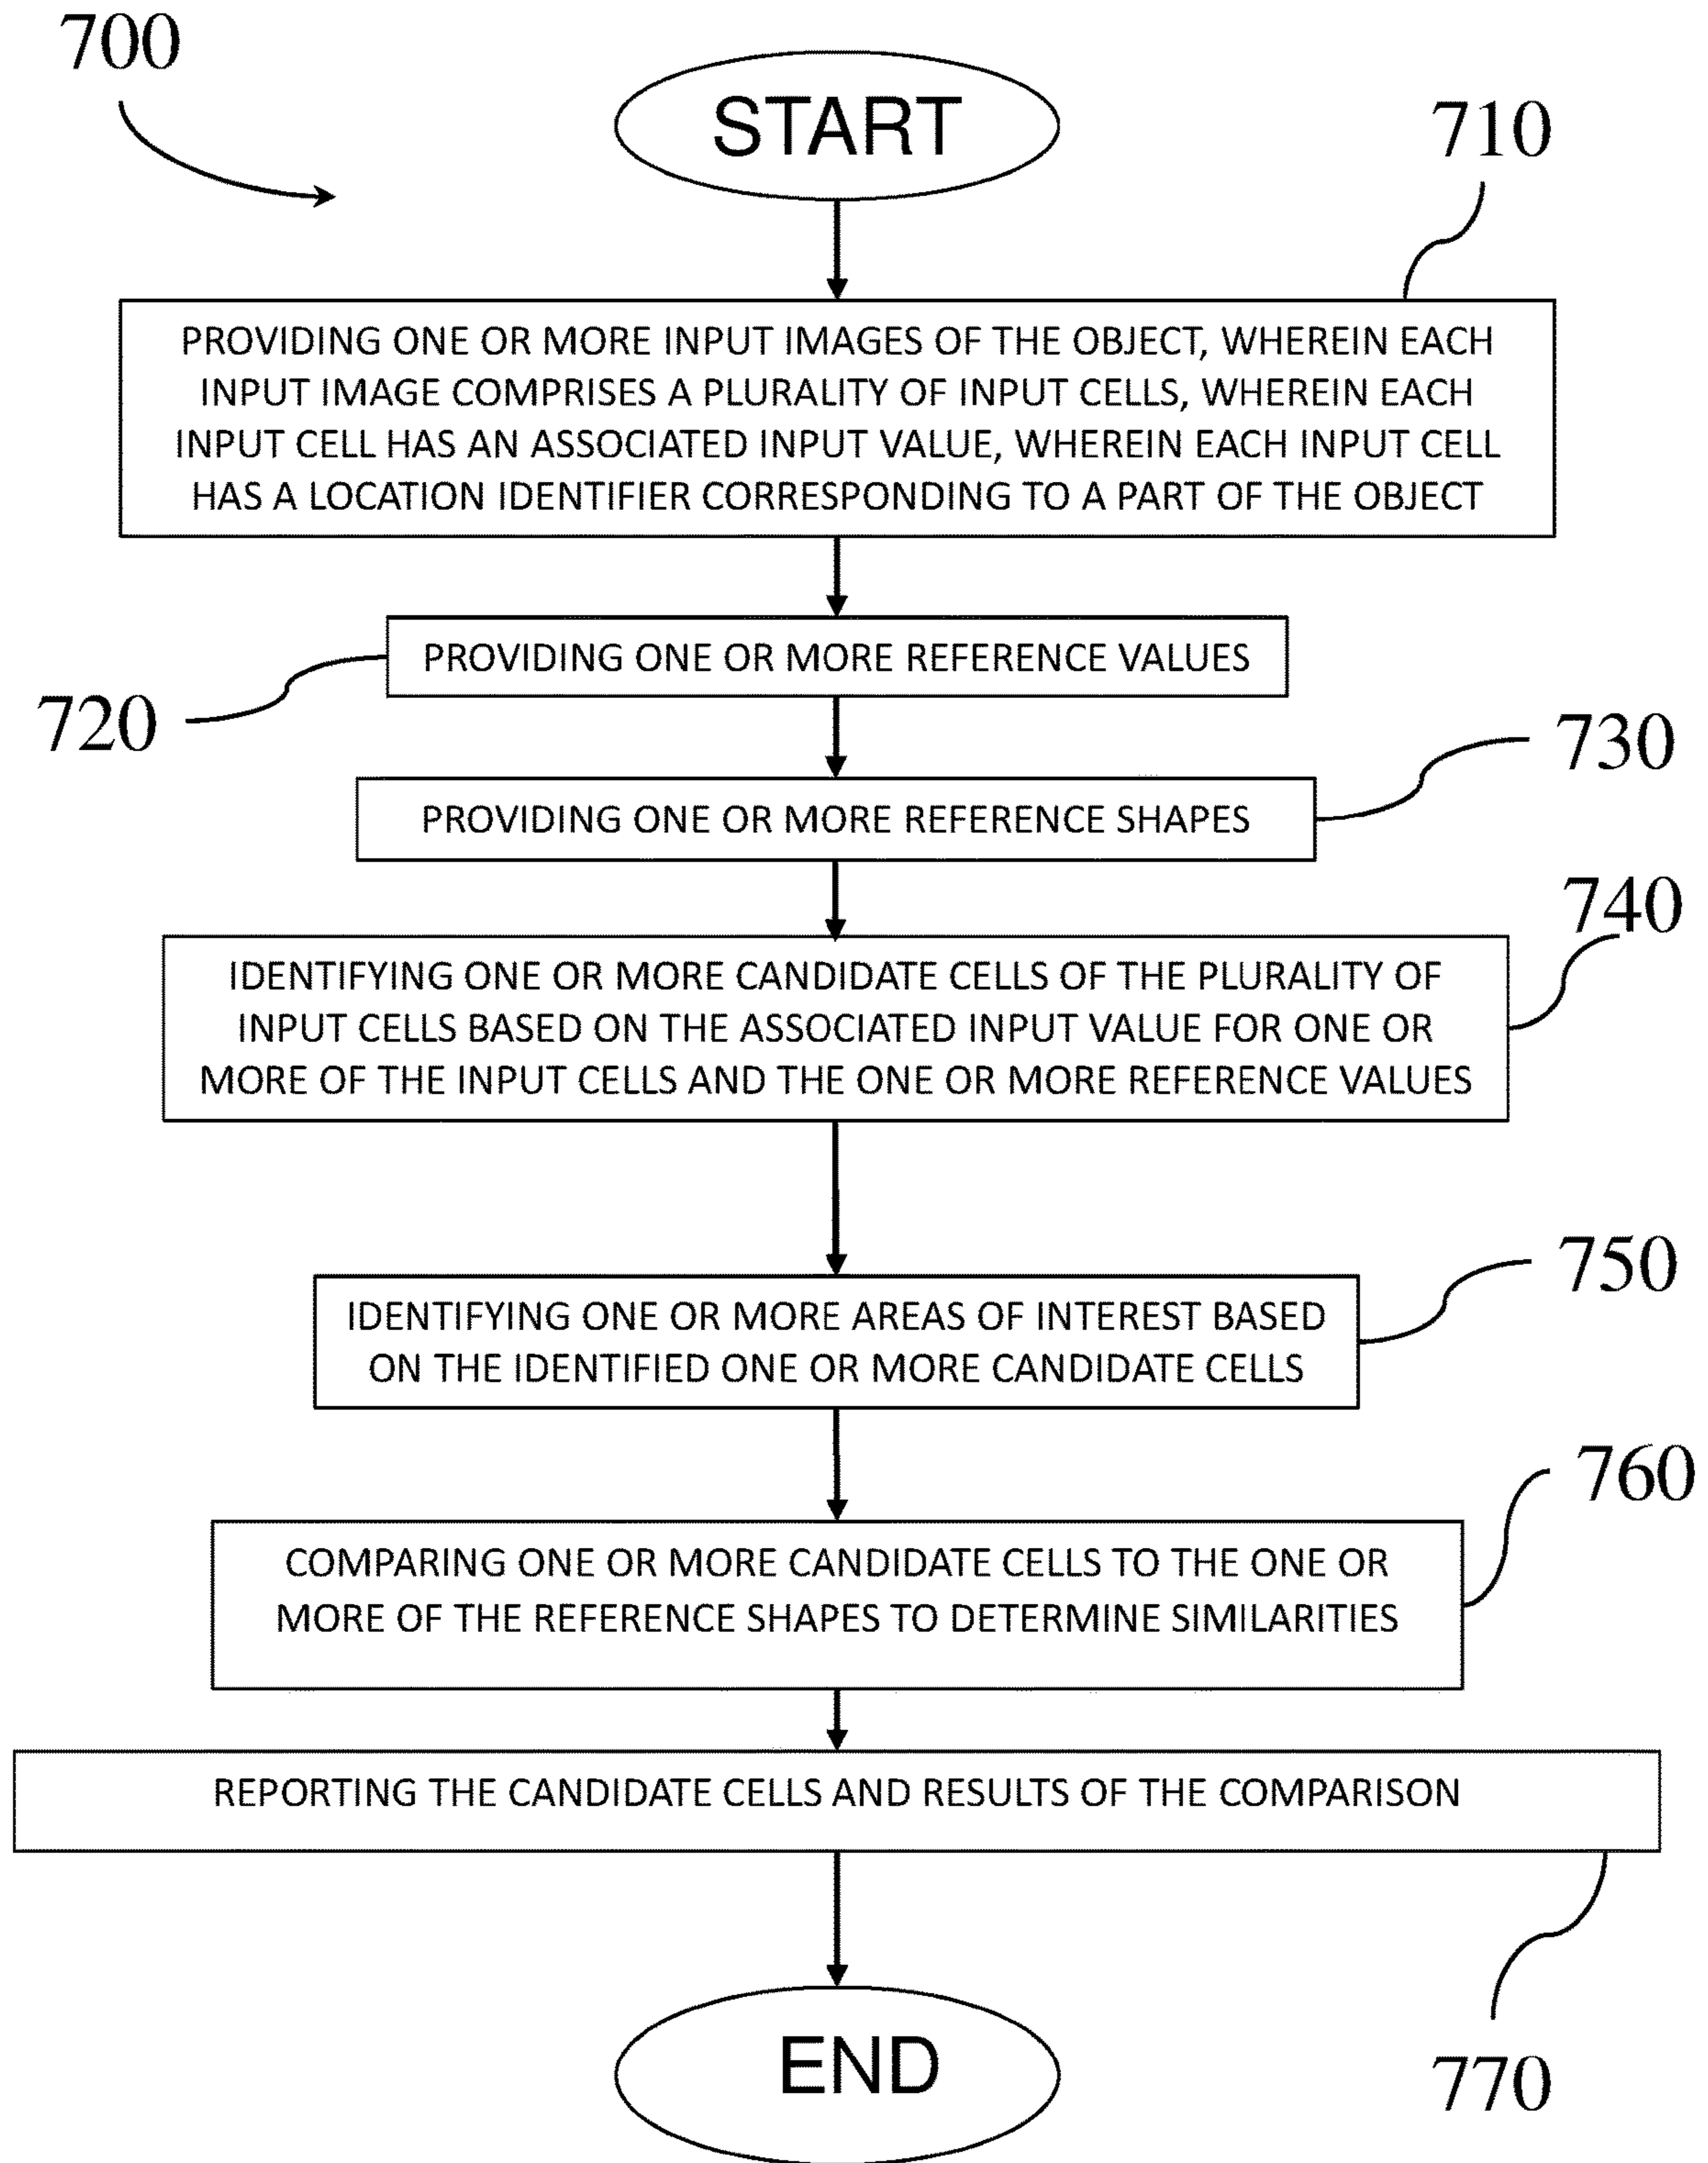 700
START
710
PROVIDING ONE OR MORE INPUT IMAGES OF THE OBJECT, WHEREIN EACH
INPUT IMAGE COMPRISES A PLURALITY OF INPUT CELLS, WHEREIN EACH
INPUT CELL HAS AN ASSOCIATED INPUT VALUE, WHEREIN EACH INPUT CELL
HAS A LOCATION IDENTIFIER CORRESPONDING TO A PART OF THE OBJECT
PROVIDING ONE OR MORE REFERENCE VALUES
720
730
PROVIDING ONE OR MORE REFERENCE SHAPES
740
IDENTIFYING ONE OR MORE CANDIDATE CELLS OF THE PLURALITY OF
INPUT CELLS BASED ON THE ASSOCIATED INPUT VALUE FOR ONE OR
MORE OF THE INPUT CELLS AND THE ONE OR MORE REFERENCE VALUES
750
IDENTIFYING ONE OR MORE AREAS OF INTEREST BASED
ON THE IDENTIFIED ONE OR MORE CANDIDATE CELLS
760
COMPARING ONE OR MORE CANDIDATE CELLS TO THE ONE OR
MORE OF THE REFERENCE SHAPES TO DETERMINE SIMILARITIES
REPORTING THE CANDIDATE CELLS AND RESULTS OF THE COMPARISON
END
770